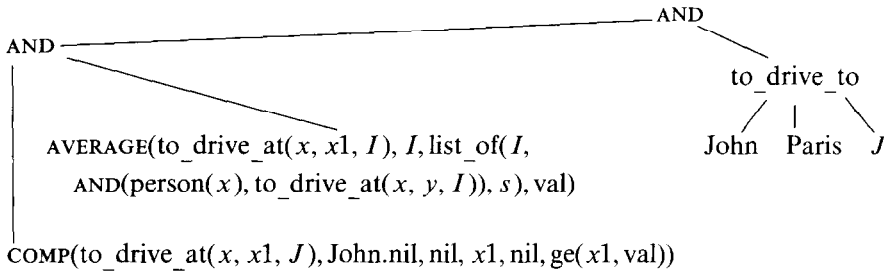 AND
AND
to_drive_to
John Paris J
AVERAGE(to_drive_at(x, x1, I), I, list_of(I,
AND(person(x), to_drive_at(x, y, I)), s), val)
COMP(to_drive_at(x, x1, J), John.nil, nil, x1, nil, ge(x1, val))